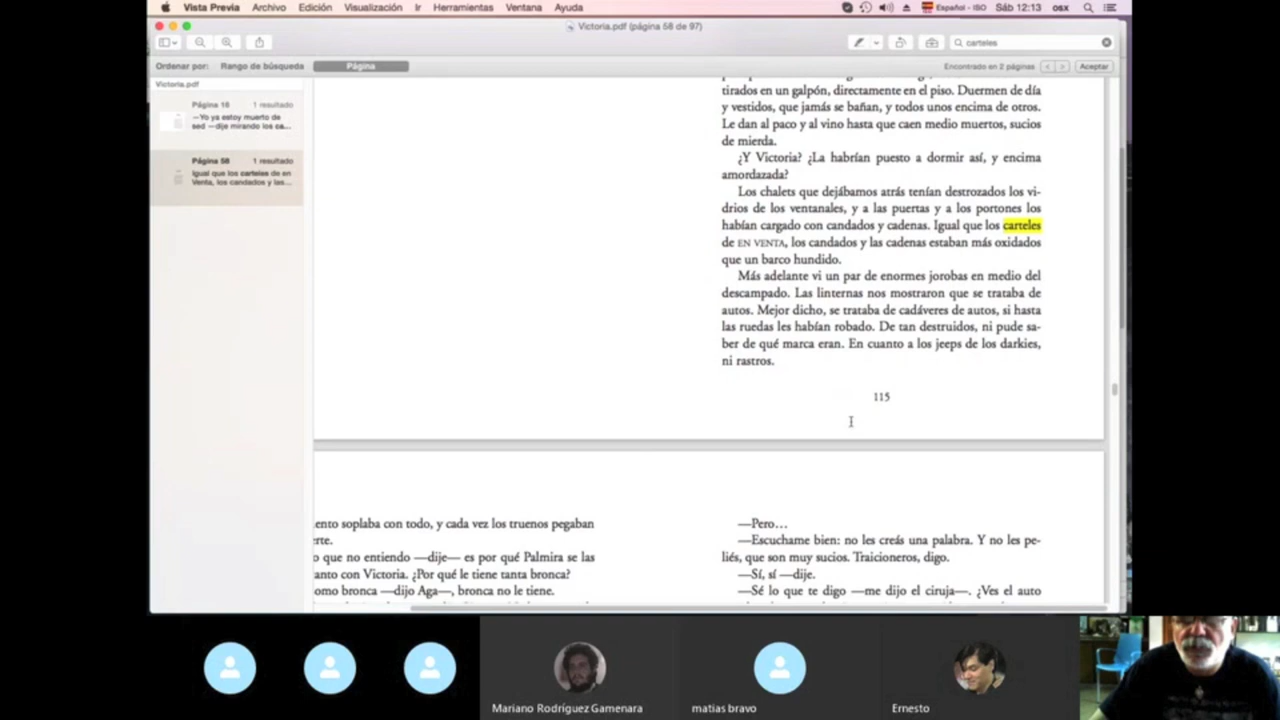 Vista Previa Archivo Edición Visualización Ir Herramientas Ventana Ayuda Español - ISO Sáb 12:13 osx
Victoria.pdf (página 58 de 97)
carteles
Ordenar por: Rango de búsqueda Página Encontrado en 2 páginas < > Aceptar
Victoria.pdf
Página 16 1 resultado
—Yo ya estoy muerto de
sed —dije mirando los ca...
Página 58 1 resultado
Igual que los carteles de en
Venta, los candados y las...
tirados en un galpón, directamente en el piso. Duermen de día
y vestidos, que jamás se bañan, y todos unos encima de otros.
Le dan al paco y al vino hasta que caen medio muertos, sucios
de mierda.
¿Y Victoria? ¿La habrían puesto a dormir así, y encima
amordazada?
Los chalets que dejábamos atrás tenían destrozados los vi-
drios de los ventanales, y a las puertas y a los portones los
habían cargado con candados y cadenas. Igual que los carteles
de EN VENTA, los candados y las cadenas estaban más oxidados
que un barco hundido.
Más adelante vi un par de enormes jorobas en medio del
descampado. Las linternas nos mostraron que se trataba de
autos. Mejor dicho, se trataba de cadáveres de autos, si hasta
las ruedas les habían robado. De tan destruidos, ni pude sa-
ber de qué marca eran. En cuanto a los jeeps de los darkies,
ni rastros.
115
ento soplaba con todo, y cada vez los truenos pegaban
erte.
o que no entiendo —dije— es por qué Palmira se las
anto con Victoria. ¿Por qué le tiene tanta bronca?
omo bronca —dijo Aga—, bronca no le tiene.
—Pero...
—Escuchame bien: no les creás una palabra. Y no les pe-
liés, que son muy sucios. Traicioneros, digo.
—Sí, sí —dije.
—Sé lo que te digo —me dijo el ciruja—. ¿Ves el auto
Mariano Rodríguez Gamenara
matias bravo
Ernesto